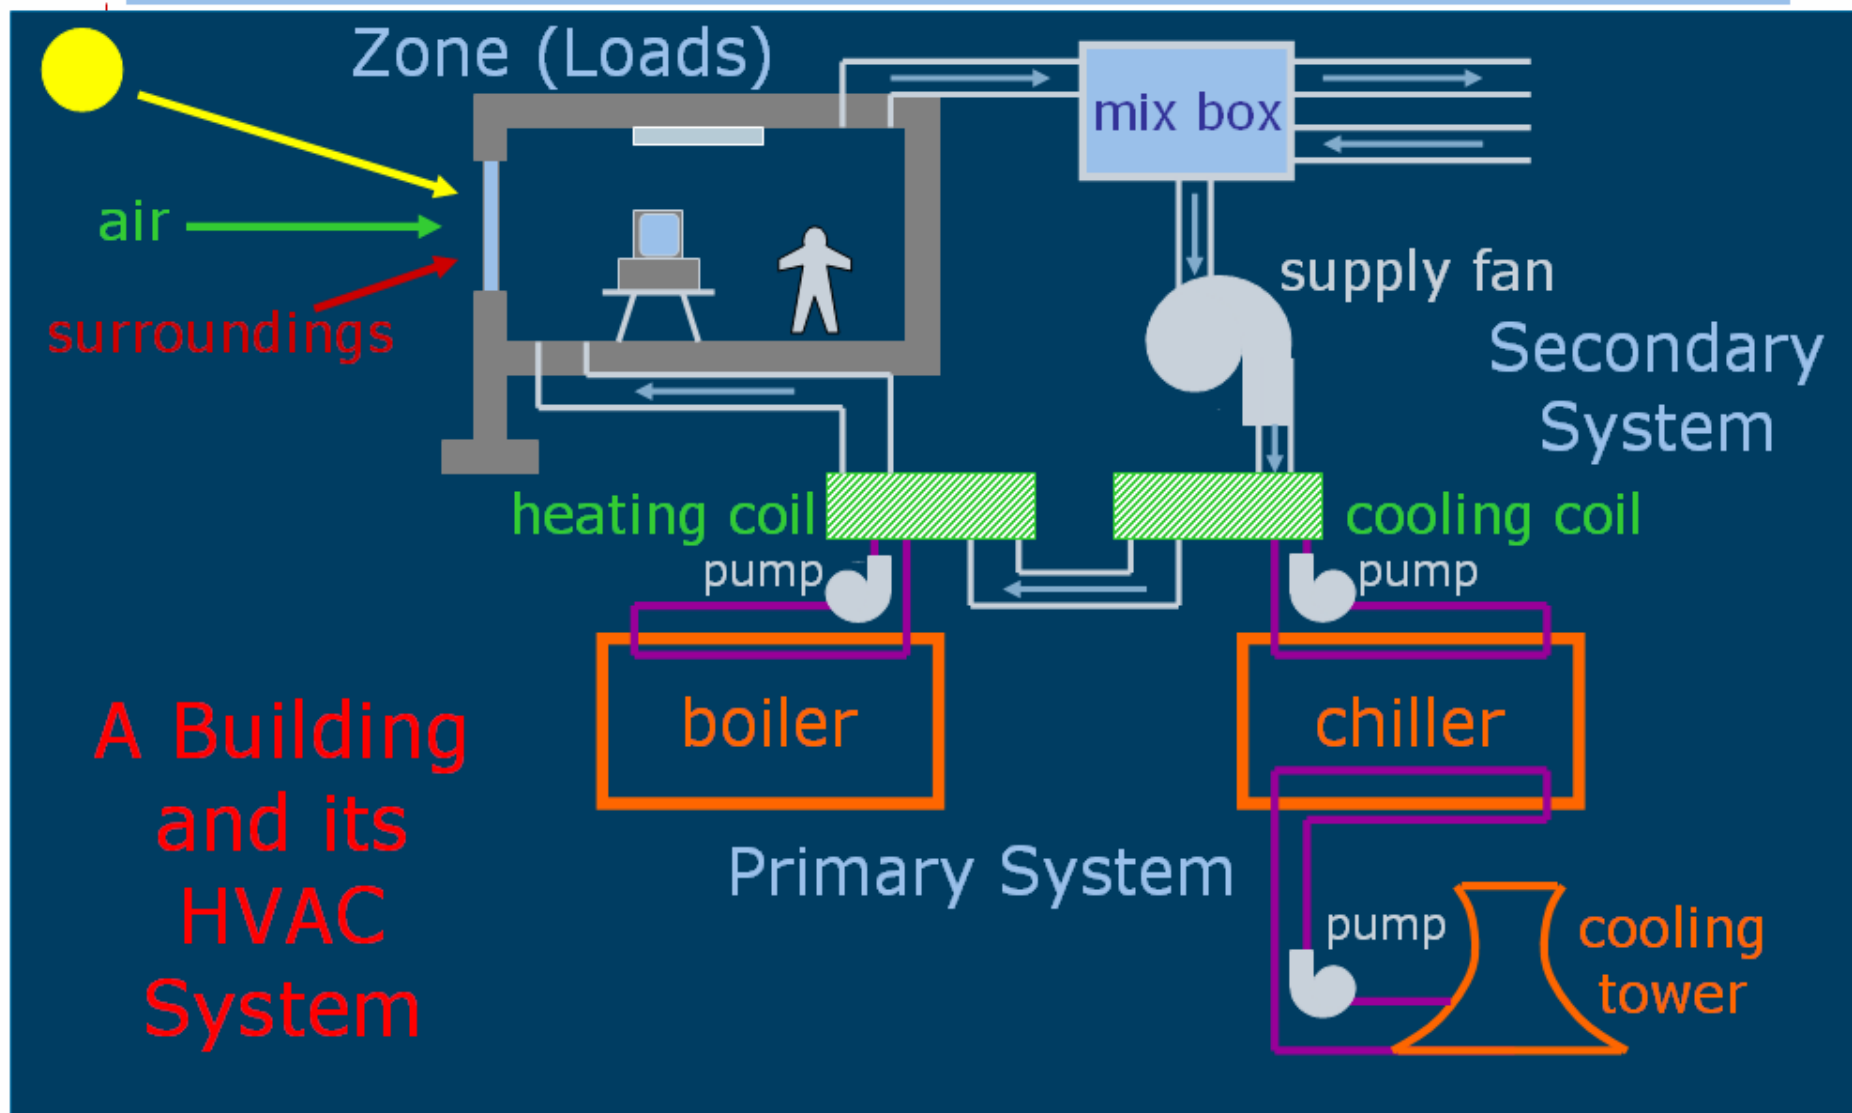 Zone (Loads)
mix box
air
surroundings
supply fan
Secondary
System
heating coil
cooling coil
pump
pump
boiler
chiller
A Building
and its
HVAC
System
Primary System
pump
cooling
tower